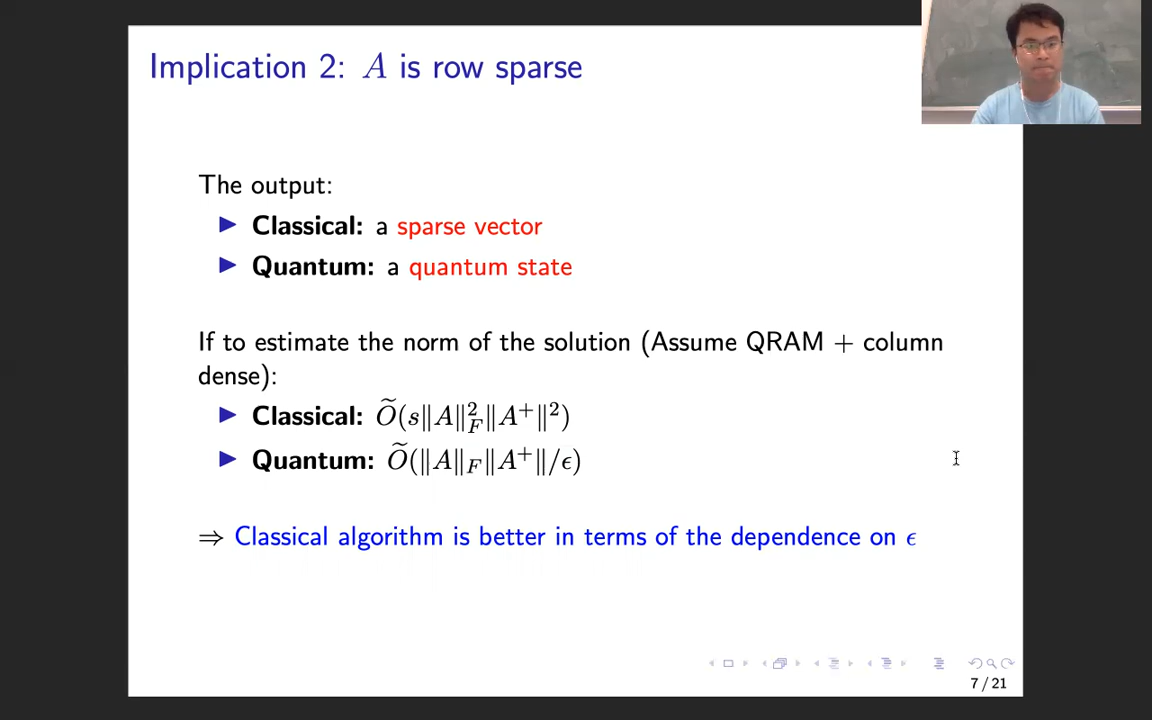 Implication 2: A is row sparse
The output:
▶ Classical: a sparse vector
▶ Quantum: a quantum state
If to estimate the norm of the solution (Assume QRAM + column
dense):
▶ Classical: Õ(s‖A‖²_F‖A⁺‖²)
▶ Quantum: Õ(‖A‖_F‖A⁺‖/ϵ)
⇒ Classical algorithm is better in terms of the dependence on ϵ
7 / 21